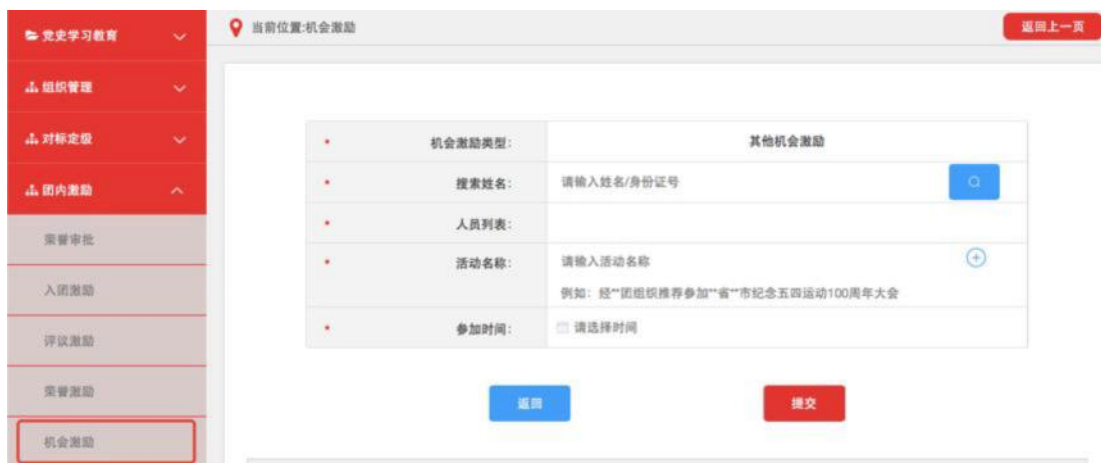 党史学习教育
组织管理
对标定级
团内激励
荣誉审批
入团激励
评议激励
荣誉激励
机会激励
当前位置:机会激励
返回上一页
* 机会激励类型: 其他机会激励
* 搜索姓名: 请输入姓名/身份证号
* 人员列表:
* 活动名称: 请输入活动名称
例如：经**团组织推荐参加**省**市纪念五四运动100周年大会
* 参加时间: 请选择时间
返回 提交